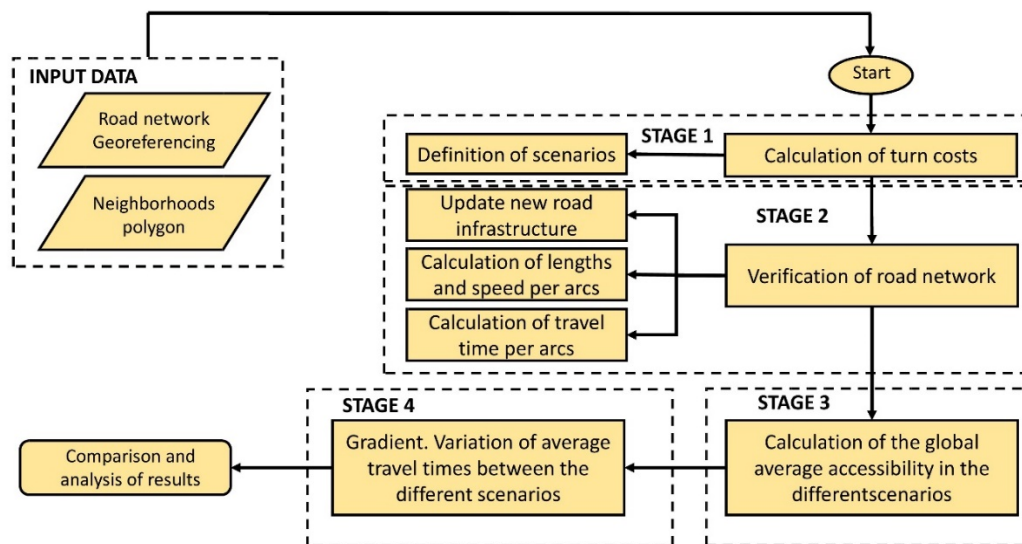 INPUT DATA
Road network
Georeferencing
Neighborhoods
polygon
Start
STAGE 1
Definition of scenarios
Calculation of turn costs
STAGE 2
Update new road
infrastructure
Calculation of lengths
and speed per arcs
Calculation of travel
time per arcs
Verification of road network
STAGE 3
Calculation of the global
average accessibility in the
differentscenarios
STAGE 4
Gradient. Variation of average
travel times between the
different scenarios
Comparison and
analysis of results